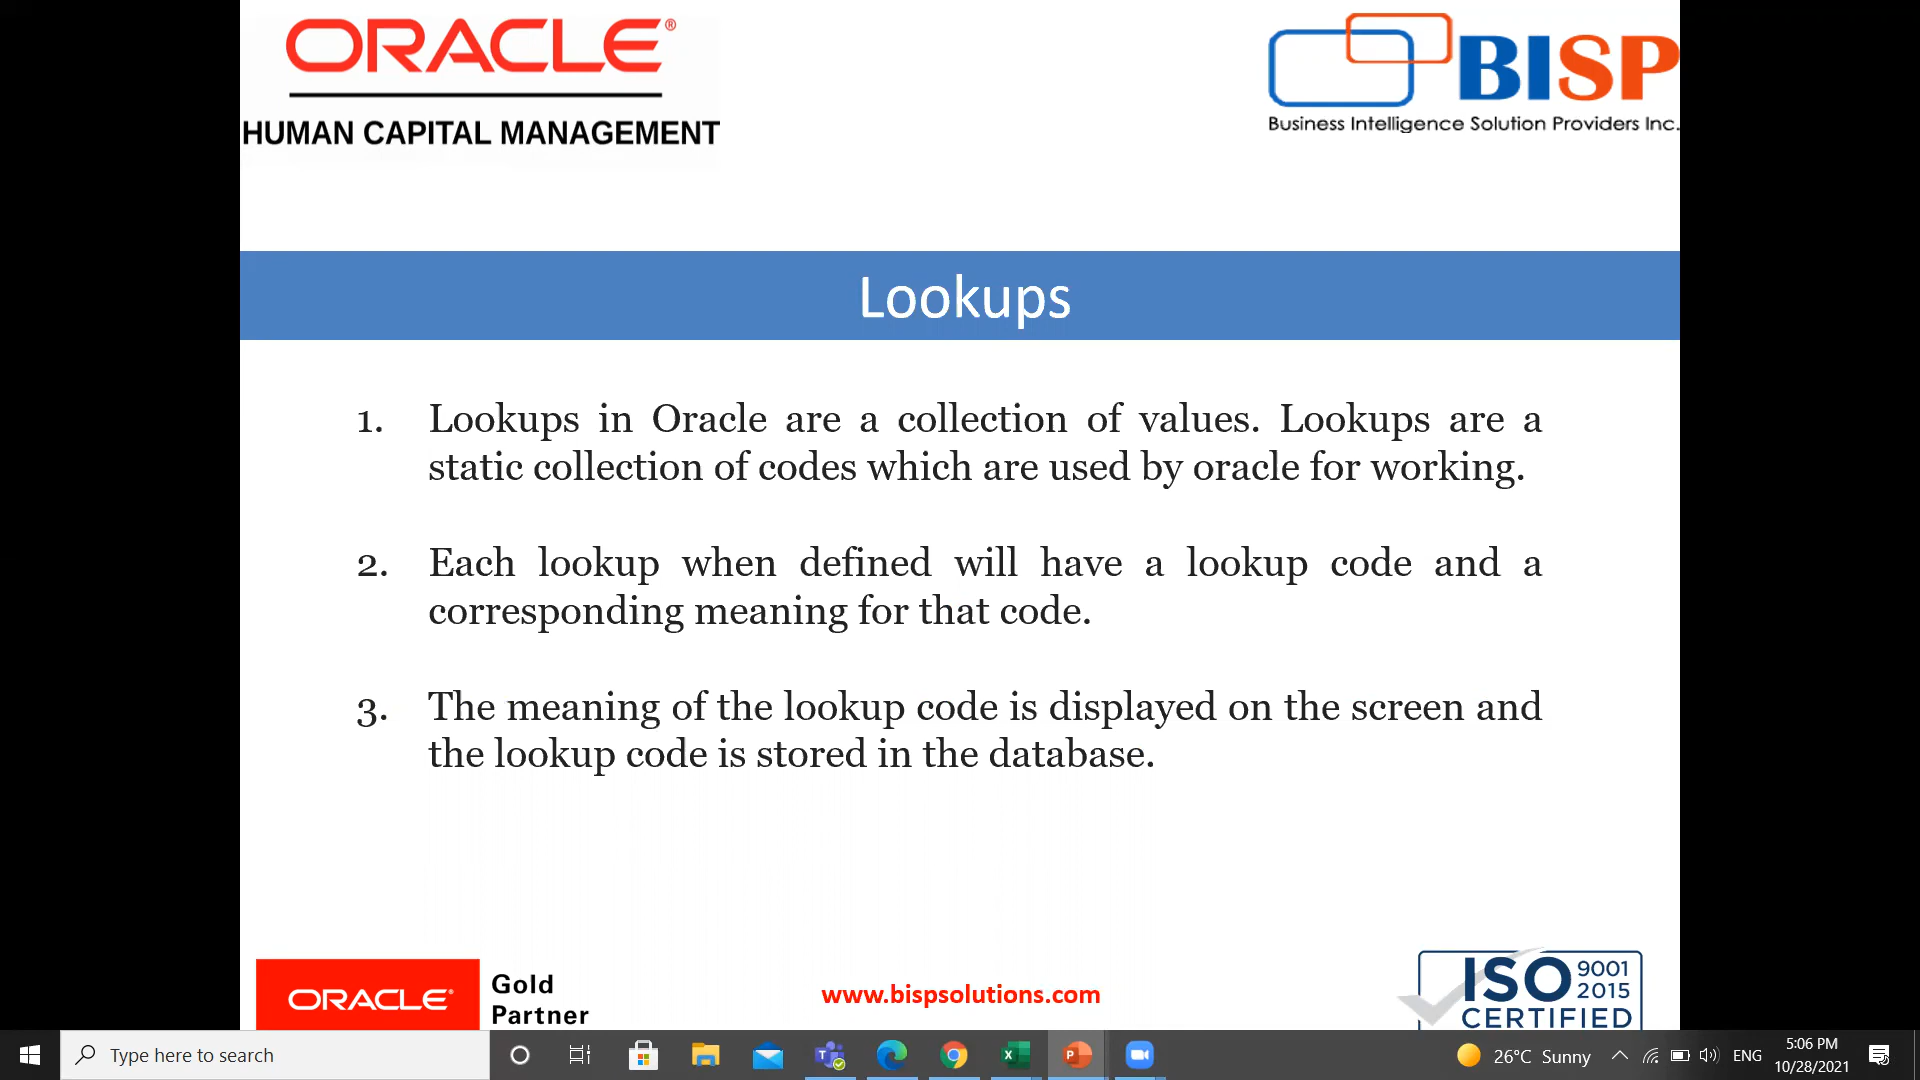 ORACLE®
HUMAN CAPITAL MANAGEMENT
BISP
Business Intelligence Solution Providers Inc.
Lookups
1. Lookups in Oracle are a collection of values. Lookups are a
static collection of codes which are used by oracle for working.
2. Each lookup when defined will have a lookup code and a
corresponding meaning for that code.
3. The meaning of the lookup code is displayed on the screen and
the lookup code is stored in the database.
ORACLE®
Gold
Partner
www.bispsolutions.com
ISO 9001
2015
CERTIFIED
Type here to search
26°C Sunny
ENG
5:06 PM
10/28/2021